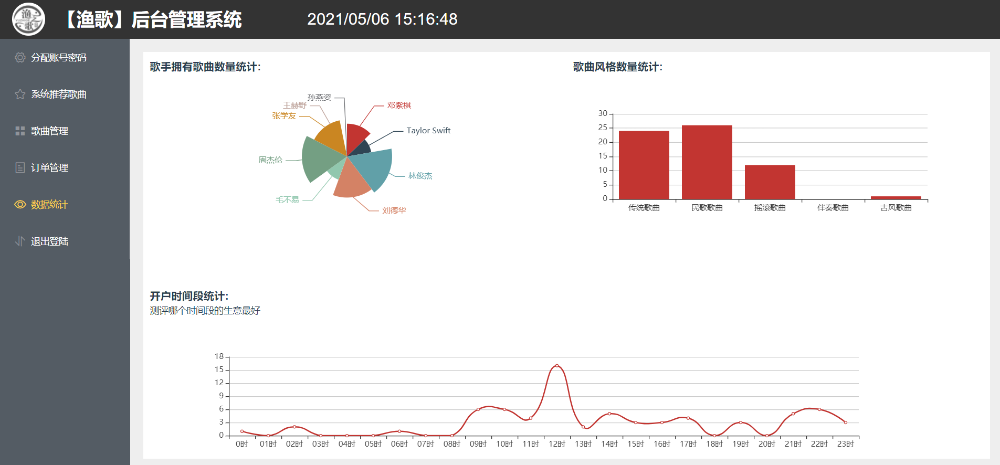 【渔歌】后台管理系统
2021/05/06 15:16:48
分配账号密码
系统推荐歌曲
歌曲管理
订单管理
数据统计
退出登陆
歌手拥有歌曲数量统计:
孙燕姿
王赫野
张学友
周杰伦
毛不易
邓紫棋
Taylor Swift
林俊杰
刘德华
歌曲风格数量统计:
30
25
20
15
10
5
0
传统歌曲 民歌歌曲 摇滚歌曲 伴奏歌曲 古风歌曲
开户时间段统计:
测评哪个时间段的生意最好
18
15
12
9
6
3
0
0时 01时 02时 03时 04时 05时 06时 07时 08时 09时 10时 11时 12时 13时 14时 15时 16时 17时 18时 19时 20时 21时 22时 23时